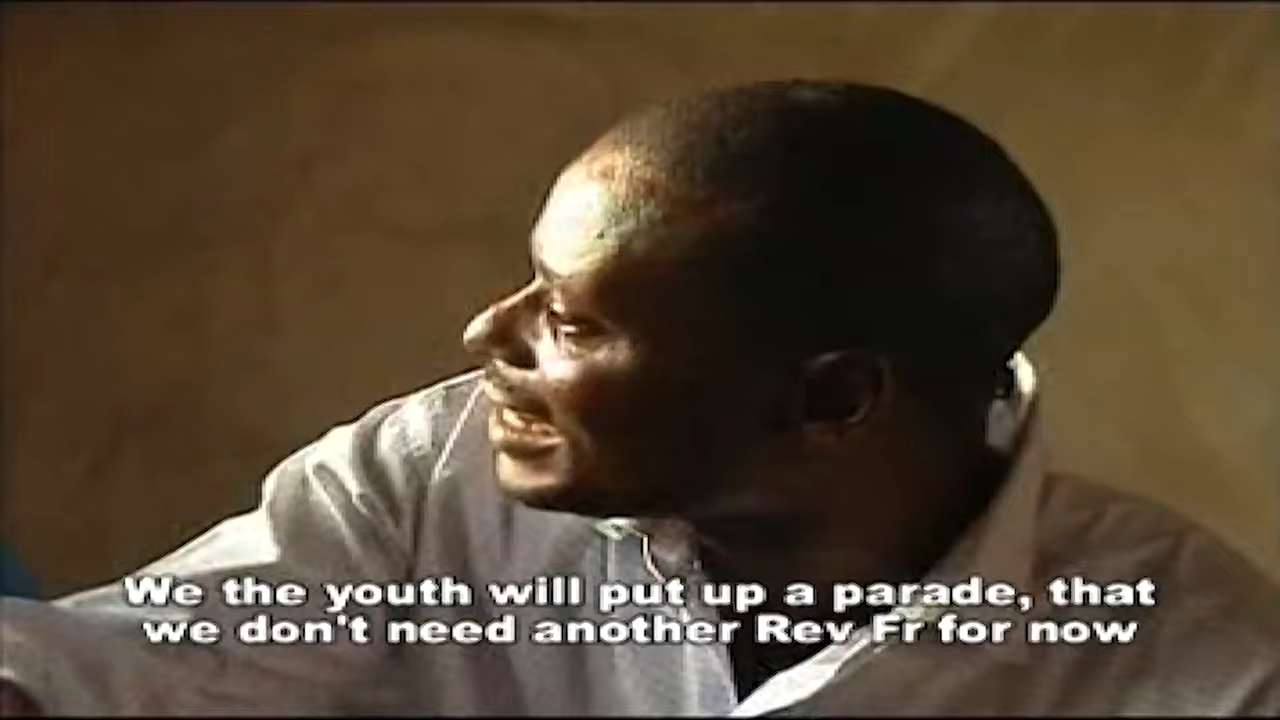 We the youth will put up a parade, that
we don't need another Rev Fr for now